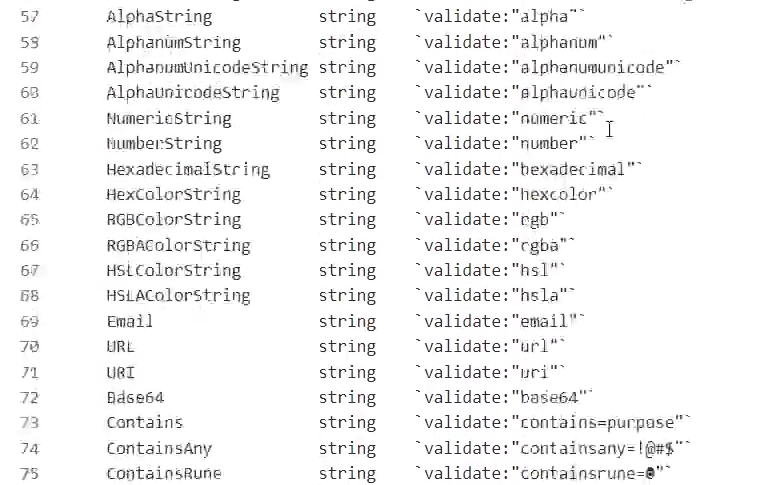 57 AlphaString string `validate:"alpha"`
58 AlphanumString string `validate:"alphanum"`
59 AlphanumUnicodeString string `validate:"alphanumunicode"`
60 AlphaUnicodeString string `validate:"alphaunicode"`
61 NumericString string `validate:"numeric"`
62 NumberString string `validate:"number"`
63 HexadecimalString string `validate:"hexadecimal"`
64 HexColorString string `validate:"hexcolor"`
65 RGBColorString string `validate:"rgb"`
66 RGBAColorString string `validate:"rgba"`
67 HSLColorString string `validate:"hsl"`
68 HSLAColorString string `validate:"hsla"`
69 Email string `validate:"email"`
70 URL string `validate:"url"`
71 URI string `validate:"uri"`
72 Base64 string `validate:"base64"`
73 Contains string `validate:"contains=purpose"`
74 ContainsAny string `validate:"containsany=!@#$"`
75 ContainsRune string `validate:"containsrune=@"`